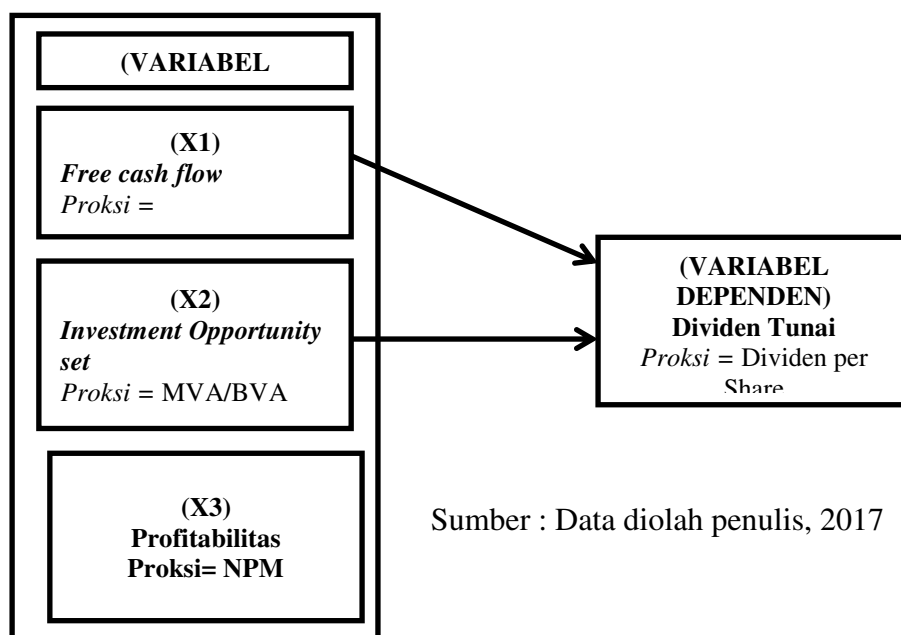 (VARIABEL
(X1)
Free cash flow
Proksi =
(X2)
Investment Opportunity
set
Proksi = MVA/BVA
(X3)
Profitabilitas
Proksi= NPM
(VARIABEL
DEPENDEN)
Dividen Tunai
Proksi = Dividen per
Share
Sumber : Data diolah penulis, 2017